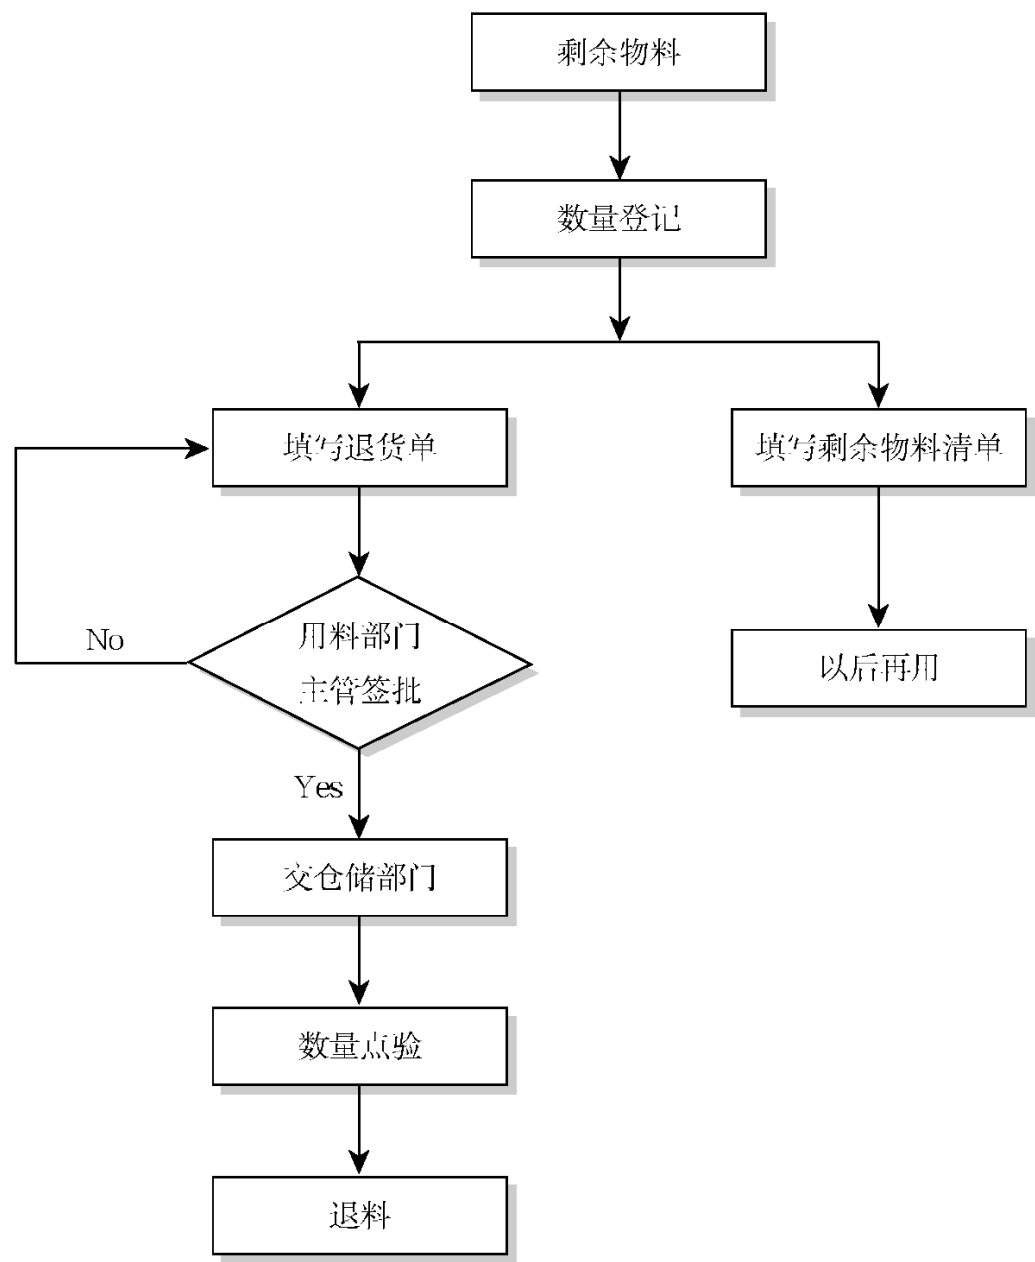 剩余物料
数量登记
填写退货单
填写剩余物料清单
No
用料部门
主管签批
以后再用
Yes
交仓储部门
数量点验
退料